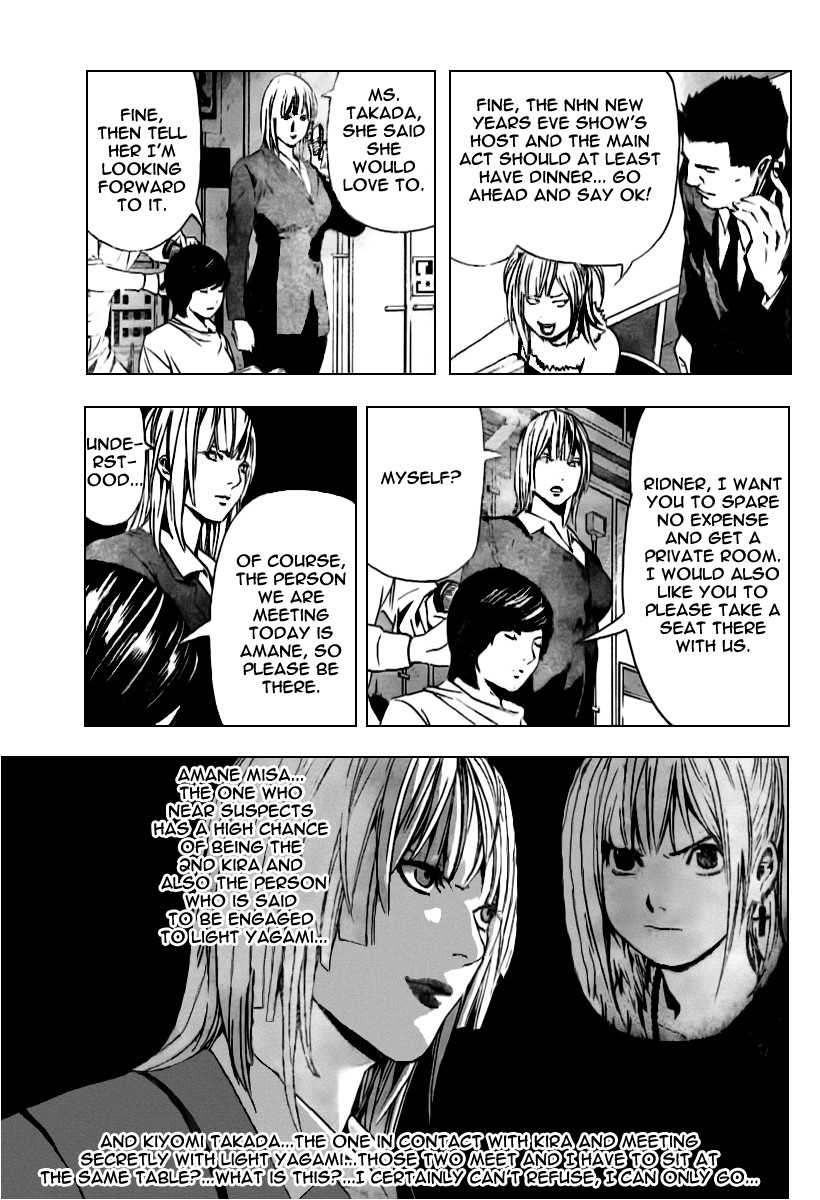 FINE, THE NHN NEW
YEARS EVE SHOW'S
HOST AND THE MAIN
ACT SHOULD AT LEAST
HAVE DINNER... GO
AHEAD AND SAY OK!
MS.
TAKADA,
SHE SAID
SHE
WOULD
LOVE TO.
FINE,
THEN TELL
HER I'M
LOOKING
FORWARD
TO IT.
RIDNER, I WANT
YOU TO SPARE
NO EXPENSE
AND GET A
PRIVATE ROOM.
I WOULD ALSO
LIKE YOU TO
PLEASE TAKE A
SEAT THERE
WITH US.
MYSELF?
OF COURSE,
THE PERSON
WE ARE
MEETING
TODAY IS
AMANE, SO
PLEASE BE
THERE.
UNDE-
RST-
OOD...
AMANE MISA...
THE ONE WHO
NEAR SUSPECTS
HAS A HIGH CHANCE
OF BEING THE
2ND KIRA AND
ALSO THE PERSON
WHO IS SAID
TO BE ENGAGED
TO LIGHT YAGAMI...
AND KIYOMI TAKADA...THE ONE IN CONTACT WITH KIRA AND MEETING
SECRETLY WITH LIGHT YAGAMI...THOSE TWO MEET AND I HAVE TO SIT AT
THE SAME TABLE?...WHAT IS THIS?...I CERTAINLY CAN'T REFUSE, I CAN ONLY GO...